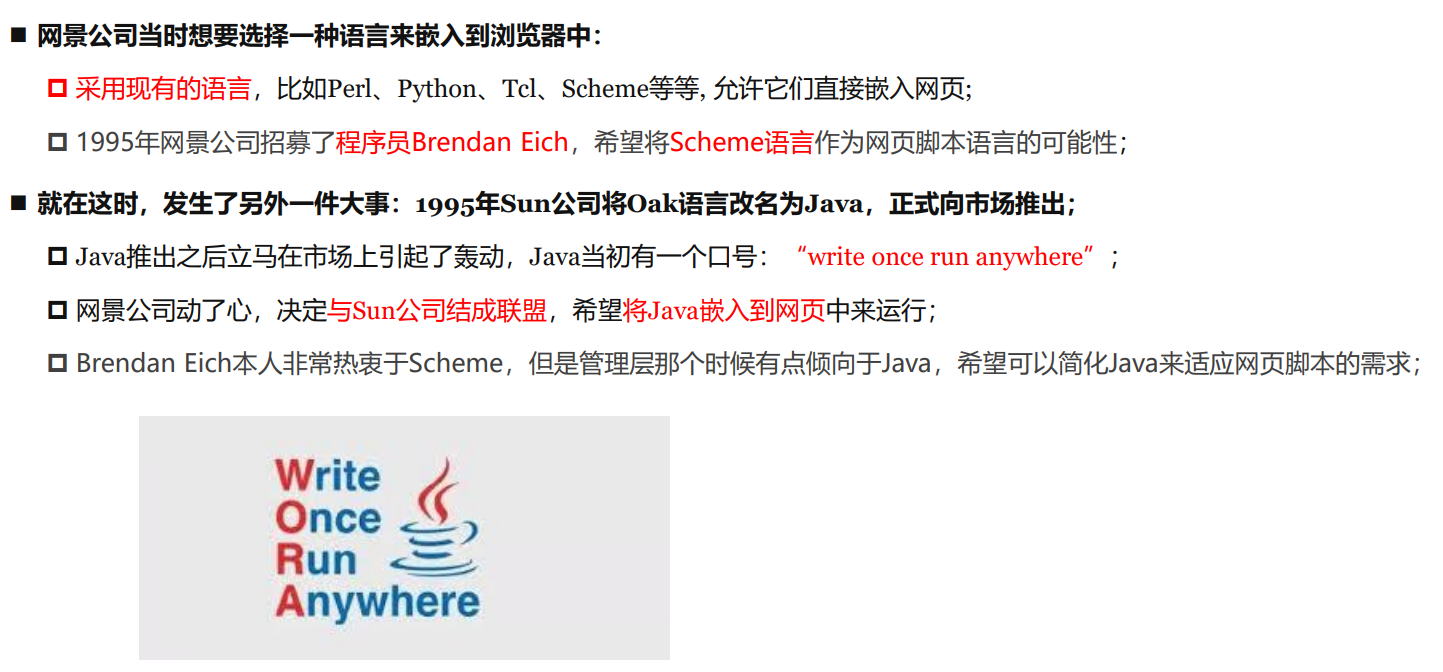 网景公司当时想要选择一种语言来嵌入到浏览器中：
采用现有的语言，比如Perl、Python、Tcl、Scheme等等, 允许它们直接嵌入网页;
1995年网景公司招募了程序员Brendan Eich，希望将Scheme语言作为网页脚本语言的可能性；
就在这时，发生了另外一件大事：1995年Sun公司将Oak语言改名为Java，正式向市场推出；
Java推出之后立马在市场上引起了轰动，Java当初有一个口号：“write once run anywhere”；
网景公司动了心，决定与Sun公司结成联盟，希望将Java嵌入到网页中来运行；
Brendan Eich本人非常热衷于Scheme，但是管理层那个时候有点倾向于Java，希望可以简化Java来适应网页脚本的需求；
Write
Once
Run
Anywhere